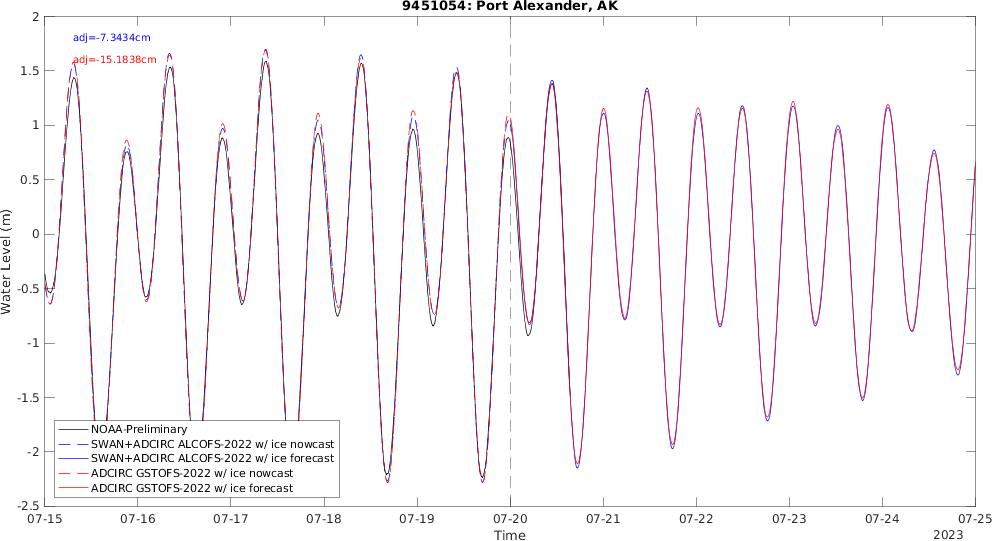 9451054: Port Alexander, AK
adj=-7.3434cm
adj=-15.1838cm
Water Level (m)
2
1.5
1
0.5
0
-0.5
-1
-1.5
-2
-2.5
NOAA-Preliminary
SWAN+ADCIRC ALCOFS-2022 w/ ice nowcast
SWAN+ADCIRC ALCOFS-2022 w/ ice forecast
ADCIRC GSTOFS-2022 w/ ice nowcast
ADCIRC GSTOFS-2022 w/ ice forecast
07-15 07-16 07-17 07-18 07-19 07-20 07-21 07-22 07-23 07-24 07-25
Time
2023